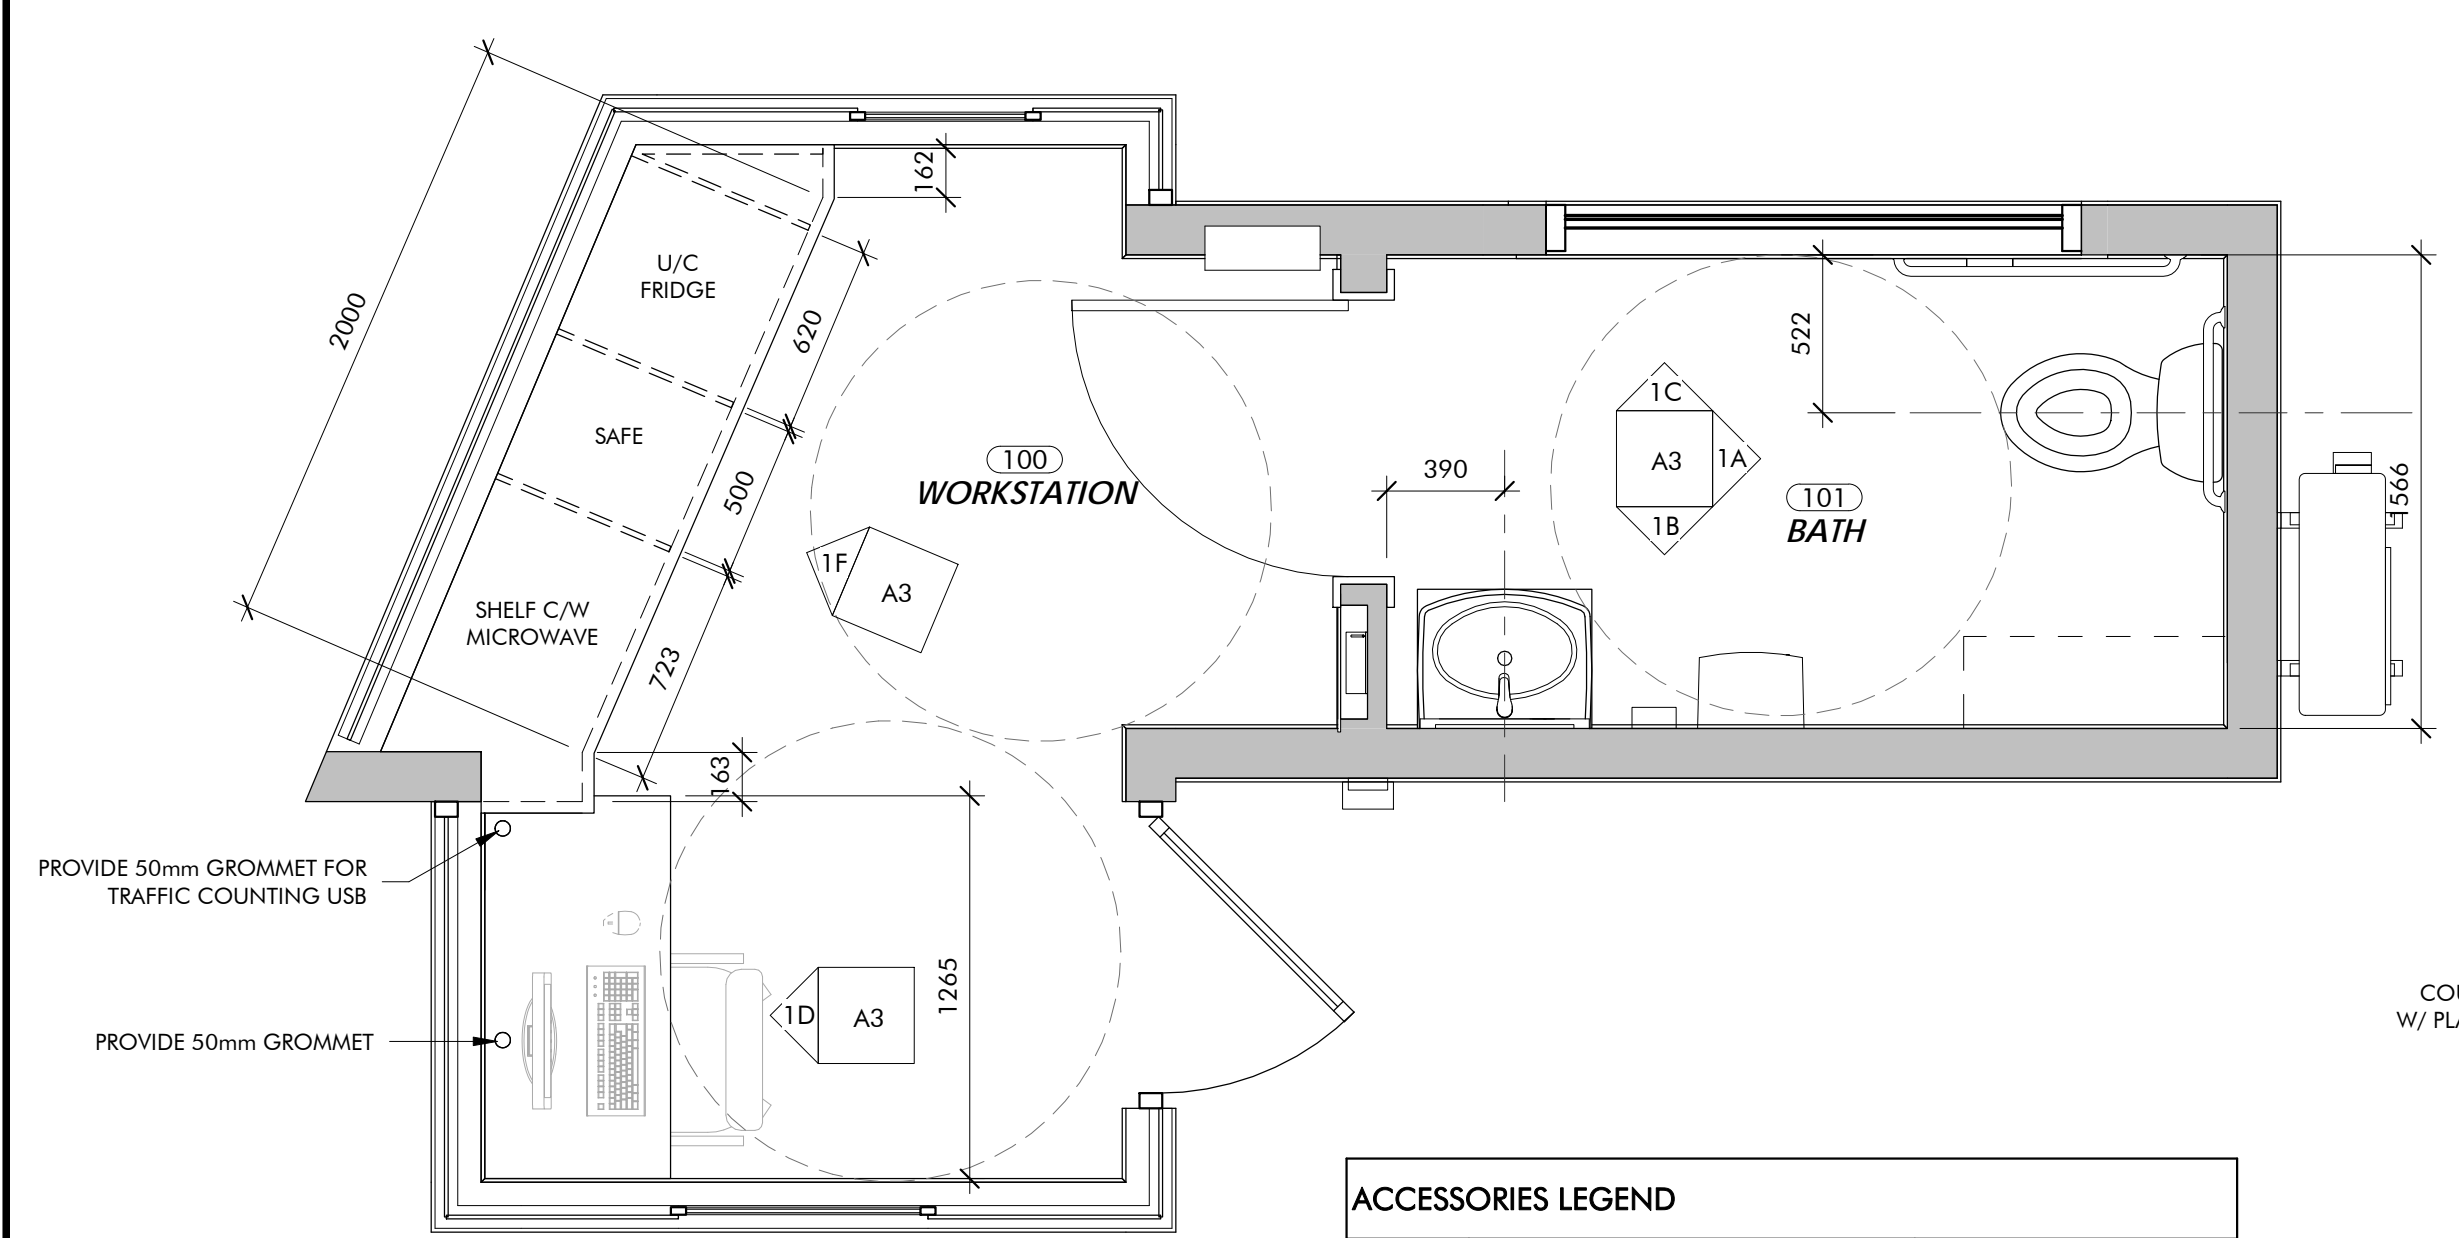 162
U/C
FRIDGE
2000
620
522
1C
A3
1A
1B
SAFE
100
WORKSTATION
390
101
BATH
1566
500
1F
A3
SHELF C/W
MICROWAVE
723
163
PROVIDE 50mm GROMMET FOR
TRAFFIC COUNTING USB
1265
1D
A3
PROVIDE 50mm GROMMET
W/
ACCESSORIES LEGEND